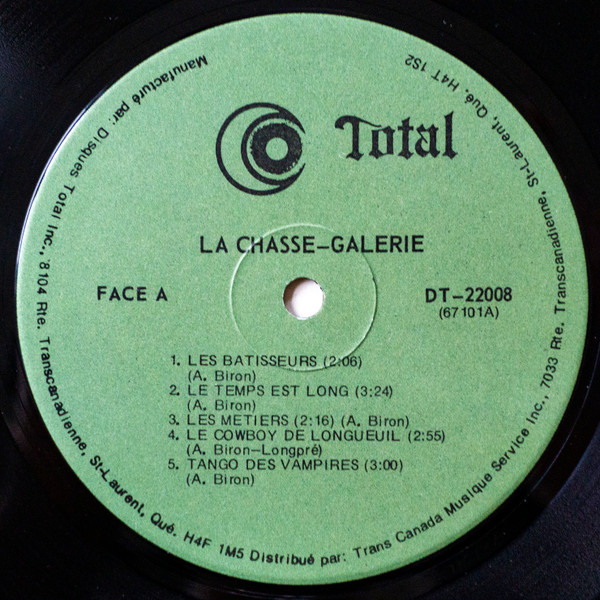 Total
LA CHASSE-GALERIE
FACE A
DT-22008
(67101A)
1. LES BATISSEURS (2:06)
(A. Biron)
2. LE TEMPS EST LONG (3:24)
(A. Biron)
3. LES METIERS (2:16) (A. Biron)
4. LE COWBOY DE LONGUEUIL (2:55)
(A. Biron-Longpré)
5. TANGO DES VAMPIRES (3:00)
(A. Biron)
Manufacturé par: Disques Total Inc., 8104 Rte. Transcanadienne, St-Laurent, Qué. H4F 1M5 Distribué par: Trans Canada Musique Service Inc., 7033 Rte. Transcanadienne, St-Laurent, Qué. H4T 1S2